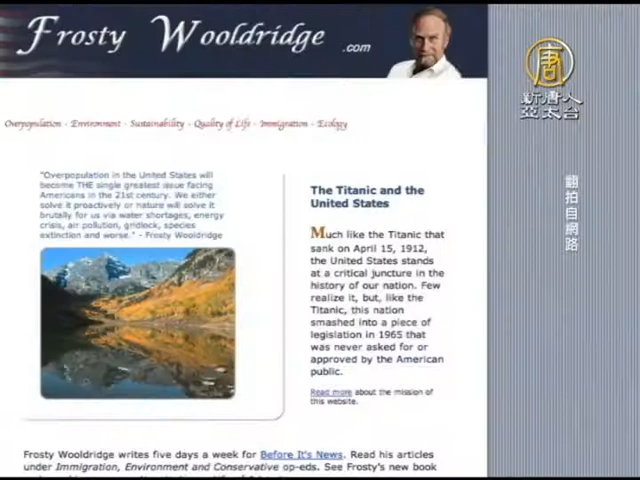 Frosty Wooldridge .com
唐
新唐人
亞太台
Overpopulation - Environment - Sustainability - Quality of Life - Immigration - Ecology
"Overpopulation in the United States will
become THE single greatest issue facing
Americans in the 21st century. We either
solve it proactively or nature will solve it
brutally for us via water shortages, energy
crisis, air pollution, gridlock, species
extinction and worse." - Frosty Wooldridge
The Titanic and the
United States
Much like the Titanic that
sank on April 15, 1912,
the United States stands
at a critical juncture in the
history of our nation. Few
realize it, but, like the
Titanic, this nation
smashed into a piece of
legislation in 1965 that
was never asked for or
approved by the American
public.
Read more about the mission of
this website.
翻拍自網路
Frosty Wooldridge writes five days a week for Before It's News. Read his articles
under Immigration, Environment and Conservative op-eds. See Frosty's new book